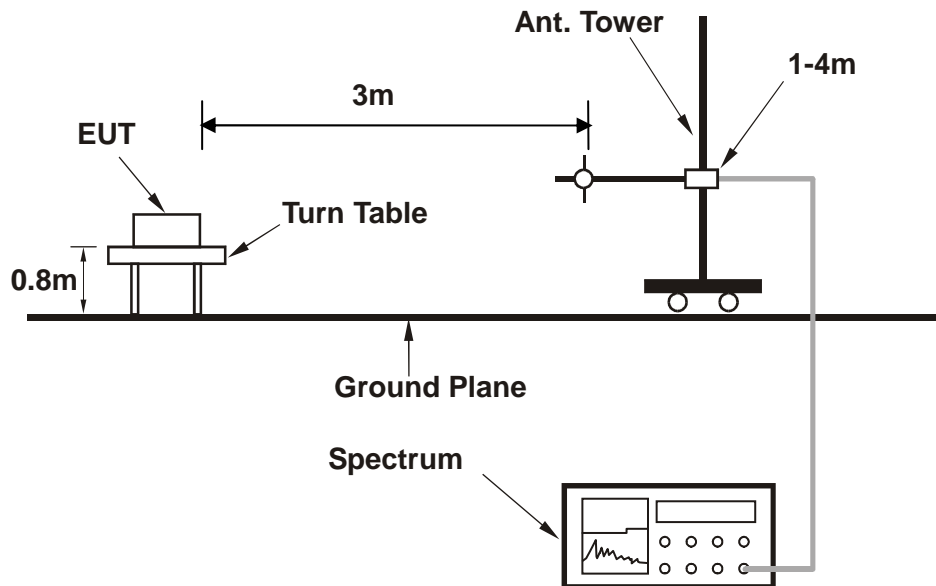 Ant. Tower
1-4m
3m
EUT
Turn Table
0.8m
Ground Plane
Spectrum